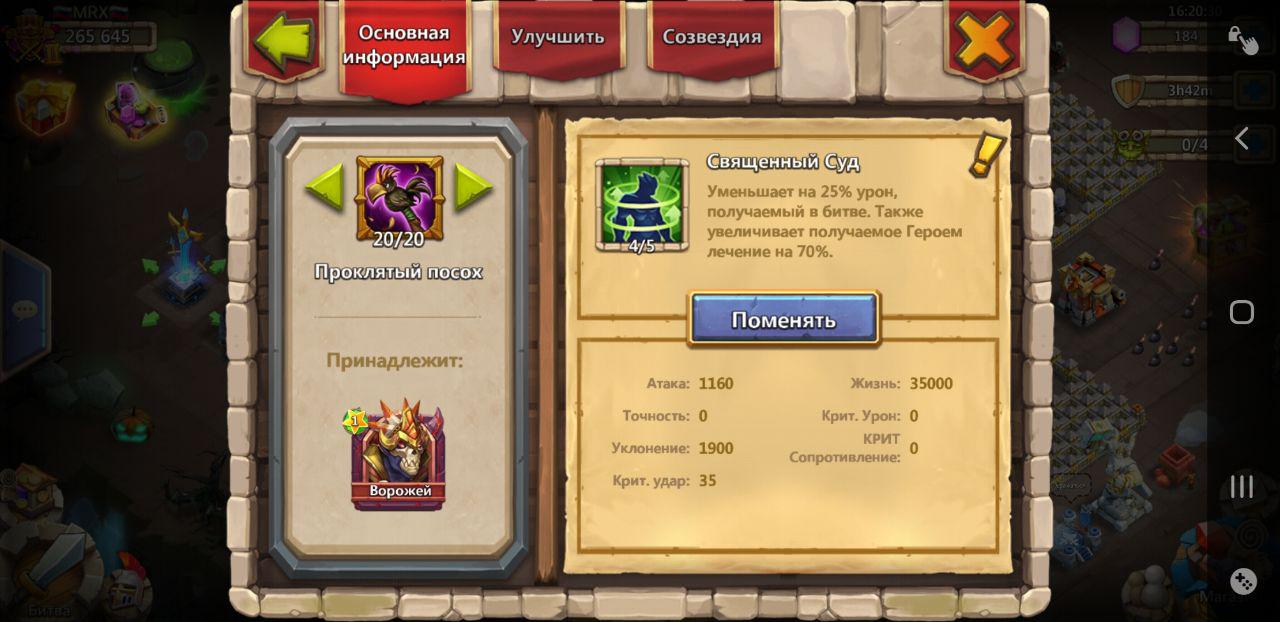 MRX
265 645
Основная
информация
Улучшить
Созвездия
16:20:30
184
3h42m
0/4
20/20
Проклятый посох
Принадлежит:
1
Ворожей
Священный Суд
Уменьшает на 25% урон,
получаемый в битве. Также
увеличивает получаемое Героем
лечение на 70%.
4/5
Поменять
Атака: 1160
Жизнь: 35000
Точность: 0
Крит. Урон: 0
Уклонение: 1900
КРИТ
Сопротивление: 0
Крит. удар: 35
Битва